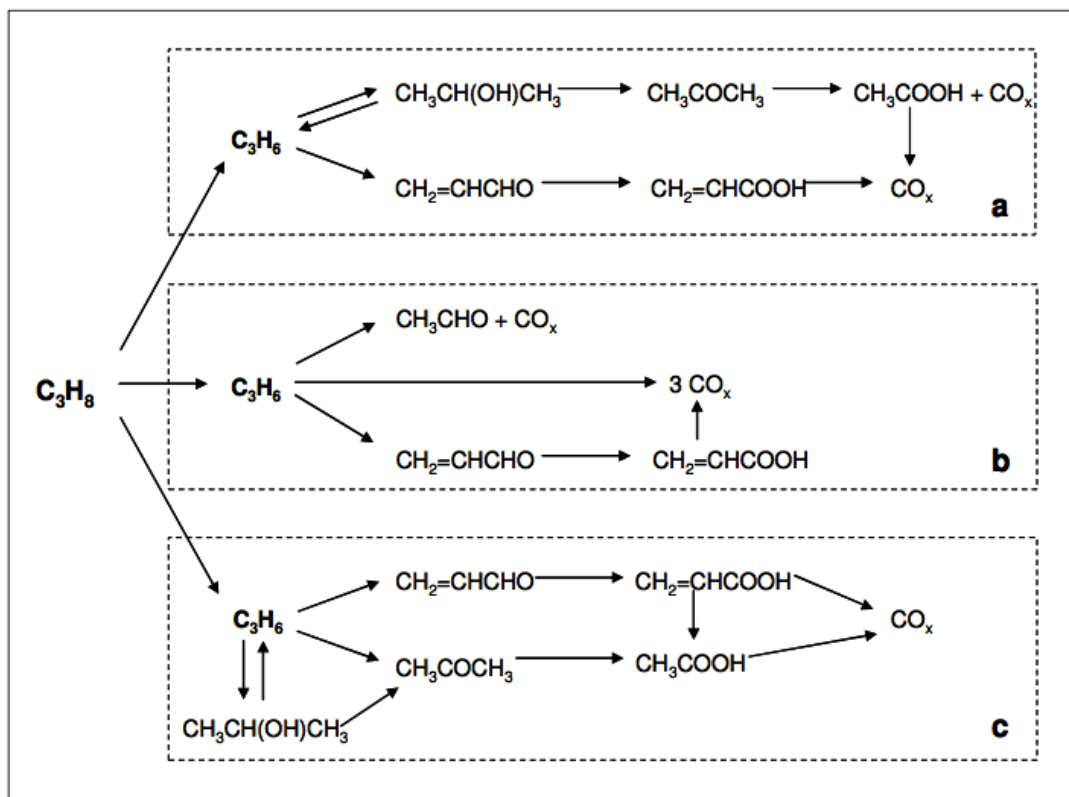 CH₃CH(OH)CH₃ CH₃COCH₃ CH₃COOH + COₓ
C₃H₆
CH₂=CHCHO CH₂=CHCOOH COₓ
a
CH₃CHO + COₓ
C₃H₈ C₃H₆ 3 COₓ
CH₂=CHCHO CH₂=CHCOOH
b
CH₂=CHCHO CH₂=CHCOOH
C₃H₆ COₓ
CH₃COCH₃ CH₃COOH
CH₃CH(OH)CH₃
c